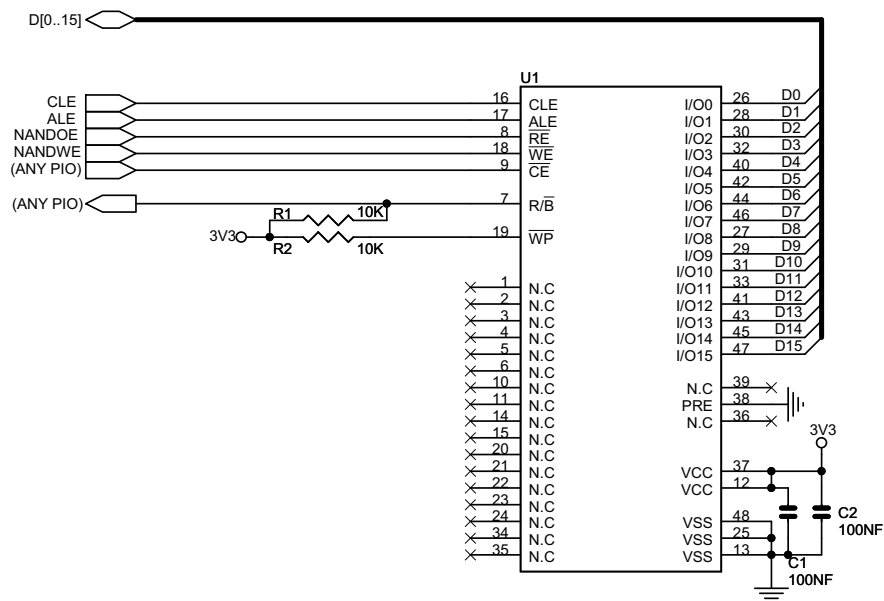 D[0..15]
U1
CLE 16 CLE I/O0 26 D0
ALE 17 ALE I/O1 28 D1
NANDOE 8 RE I/O2 30 D2
NANDWE 18 WE I/O3 32 D3
(ANY PIO) 9 CE I/O4 40 D4
I/O5 42 D5
(ANY PIO) 7 R/B I/O6 44 D6
R1 10K I/O7 46 D7
3V3 19 WP I/O8 27 D8
R2 10K I/O9 29 D9
I/O10 31 D10
1 N.C I/O11 33 D11
2 N.C I/O12 41 D12
3 N.C I/O13 43 D13
4 N.C I/O14 45 D14
5 N.C I/O15 47 D15
6 N.C
10 N.C N.C 39
11 N.C PRE 38
14 N.C N.C 36
15 N.C 3V3
20 N.C
21 N.C VCC 37
22 N.C VCC 12
23 N.C
24 N.C VSS 48 C2
34 N.C VSS 25 100NF
35 N.C VSS 13 C1
100NF